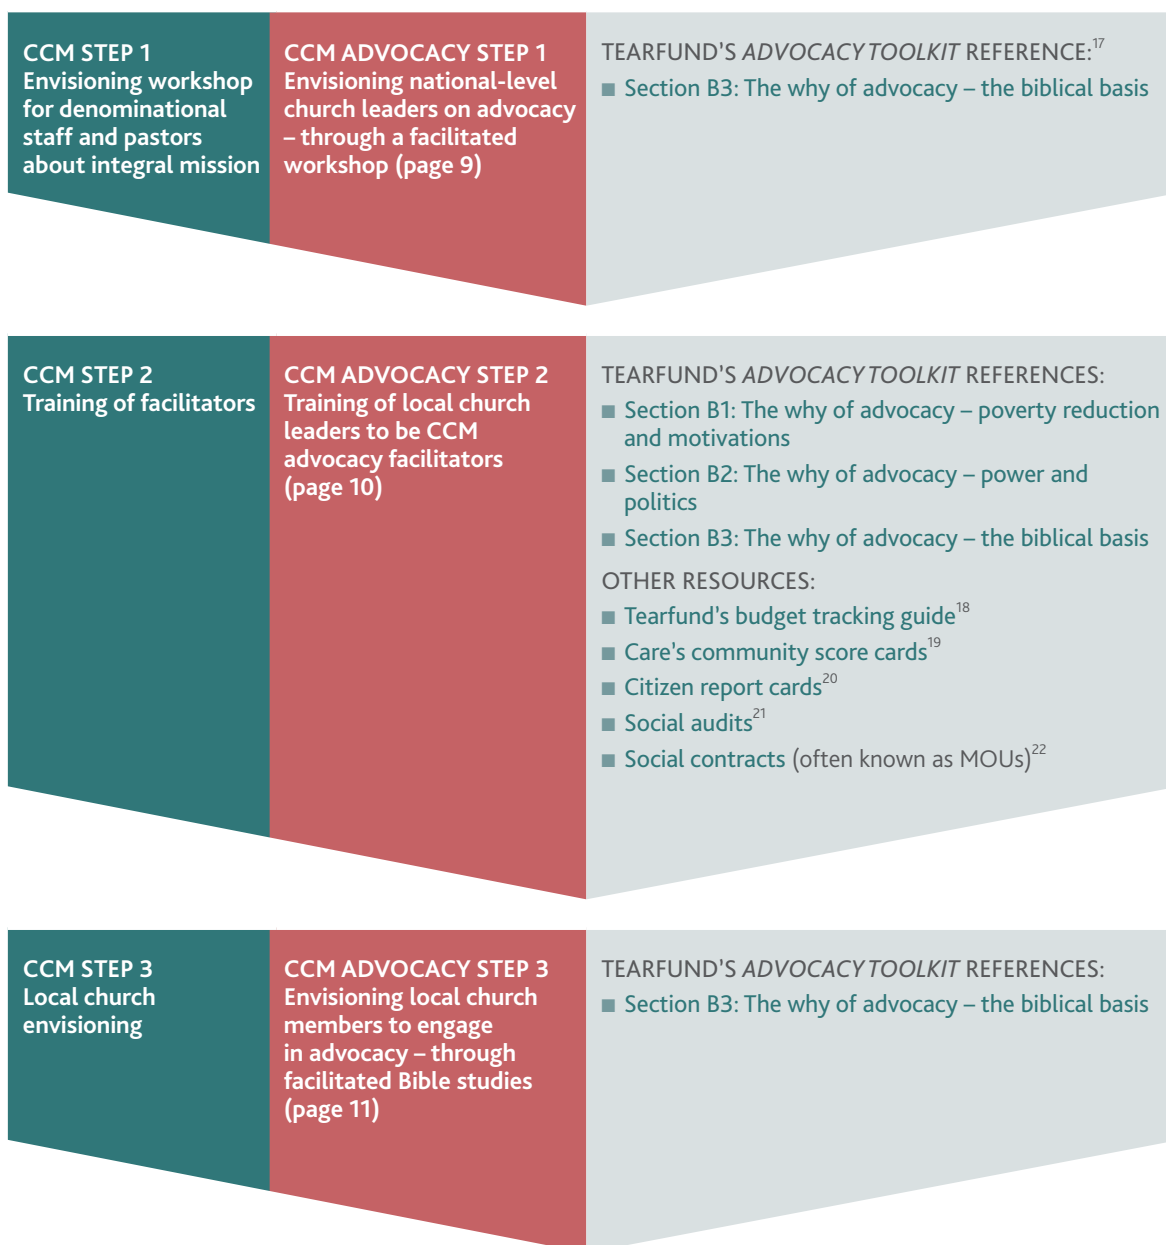 CCM STEP 1
Envisioning workshop
for denominational
staff and pastors
about integral mission
CCM ADVOCACY STEP 1
Envisioning national-level
church leaders on advocacy
– through a facilitated
workshop (page 9)
TEARFUND'S ADVOCACY TOOLKIT REFERENCE:17
■ Section B3: The why of advocacy – the biblical basis
CCM STEP 2
Training of facilitators
CCM ADVOCACY STEP 2
Training of local church
leaders to be CCM
advocacy facilitators
(page 10)
TEARFUND'S ADVOCACY TOOLKIT REFERENCES:
■ Section B1: The why of advocacy – poverty reduction
and motivations
■ Section B2: The why of advocacy – power and
politics
■ Section B3: The why of advocacy – the biblical basis
OTHER RESOURCES:
■ Tearfund's budget tracking guide18
■ Care's community score cards19
■ Citizen report cards20
■ Social audits21
■ Social contracts (often known as MOUs)22
CCM STEP 3
Local church
envisioning
CCM ADVOCACY STEP 3
Envisioning local church
members to engage
in advocacy – through
facilitated Bible studies
(page 11)
TEARFUND'S ADVOCACY TOOLKIT REFERENCES:
■ Section B3: The why of advocacy – the biblical basis